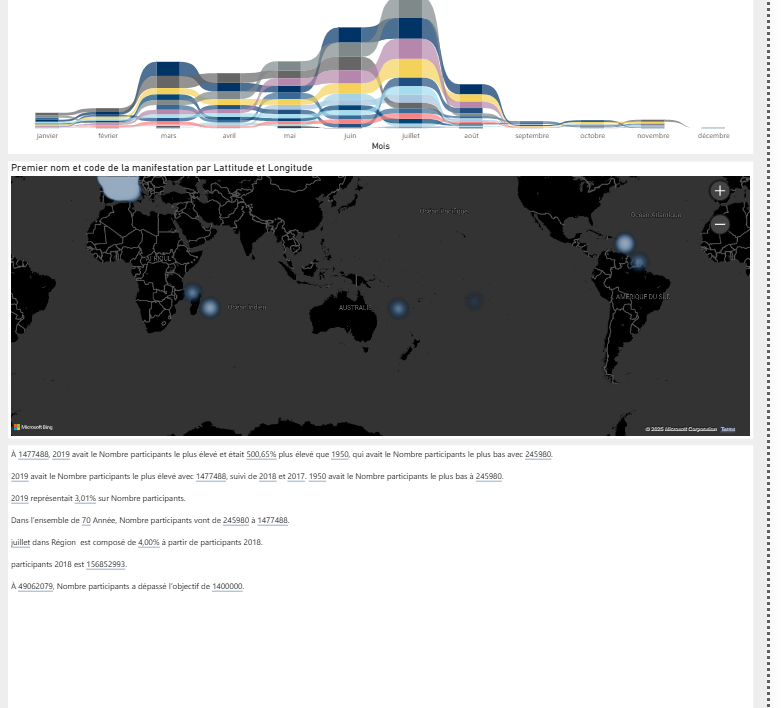 janvier février mars avril mai juin juillet août septembre octobre novembre décembre
Mois
Premier nom et code de la manifestation par Lattitude et Longitude
Océan Pacifique
Océan Atlantique
AFRIQUE
Océan Indien
AUSTRALIE
AMÉRIQUE DU SUD
Microsoft Bing
© 2025 Microsoft Corporation Terms
À 1477488, 2019 avait le Nombre participants le plus élevé et était 500,65% plus élevé que 1950, qui avait le Nombre participants le plus bas avec 245980.
2019 avait le Nombre participants le plus élevé avec 1477488, suivi de 2018 et 2017. 1950 avait le Nombre participants le plus bas à 245980.
2019 représentait 3,01% sur Nombre participants.
Dans l'ensemble de 70 Année, Nombre participants vont de 245980 à 1477488.
juillet dans Région est composé de 4,00% à partir de participants 2018.
participants 2018 est 156852993.
À 49062079, Nombre participants a dépassé l'objectif de 1400000.